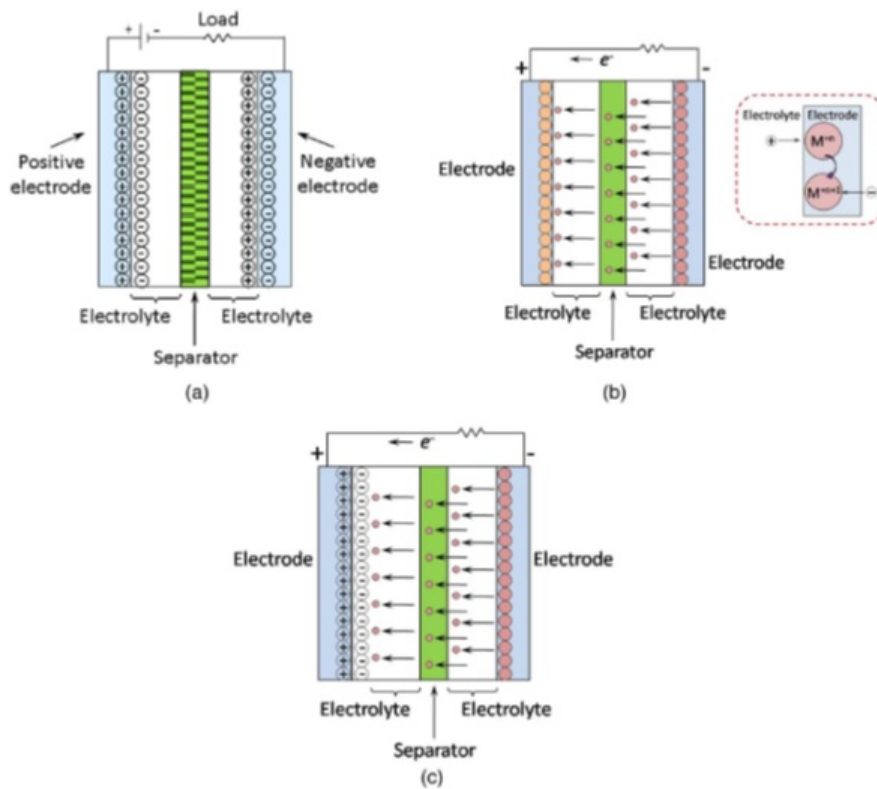 Load
+ -
Positive
electrode
Negative
electrode
Electrolyte
Electrolyte
Separator
(a)
e-
+ -
Electrode
Electrode
Electrolyte
Electrolyte
Separator
(b)
Electrolyte
Electrode
+
M+n
M+n+1
-
e-
+ -
Electrode
Electrode
Electrolyte
Electrolyte
Separator
(c)